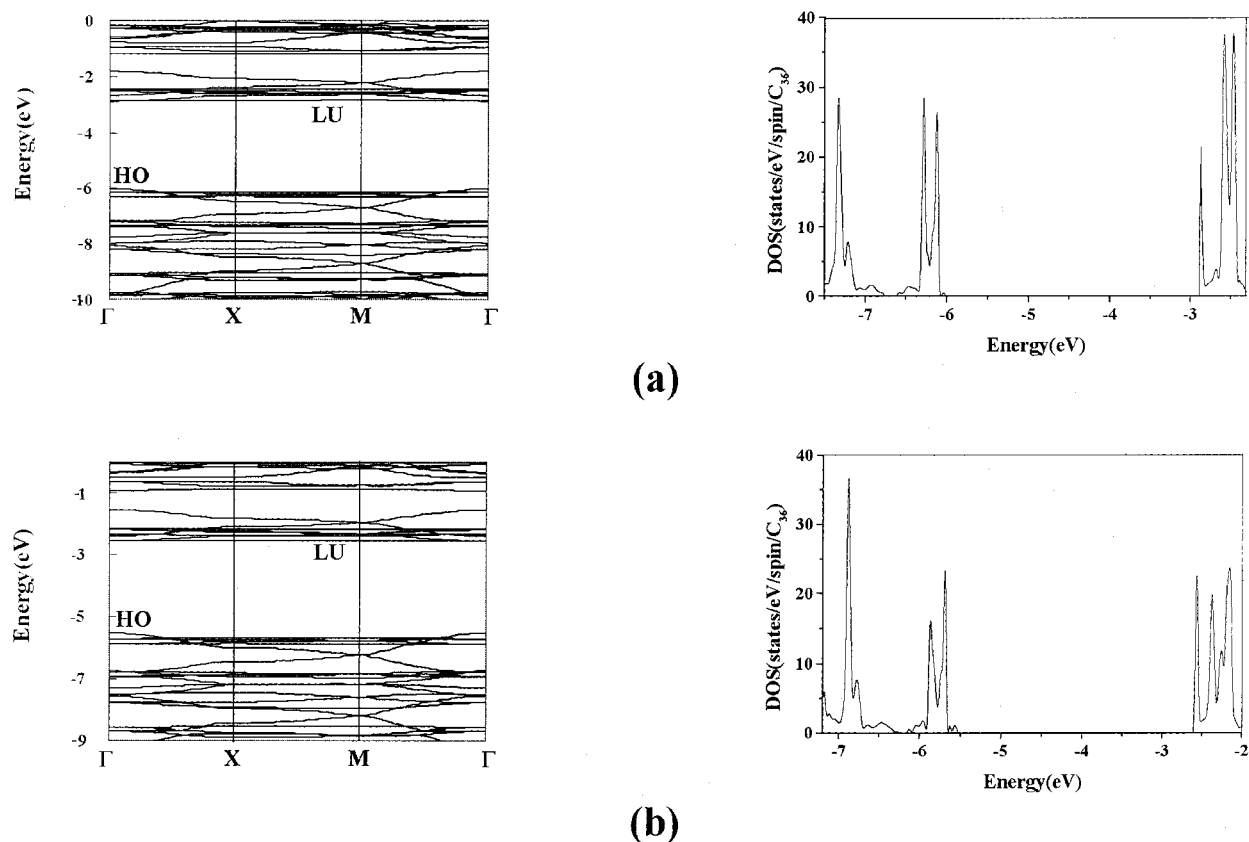 Energy(eV)
0
-2
-4
-6
-8
-10
LU
HO
Γ X M Γ
DOS(states/eV/spin/C36)
40
30
20
10
0
-7 -6 -5 -4 -3
Energy(eV)
(a)
Energy(eV)
-1
-3
-5
-7
-9
LU
HO
Γ X M Γ
DOS(states/eV/spin/C36)
40
30
20
10
0
-7 -6 -5 -4 -3 -2
Energy(eV)
(b)